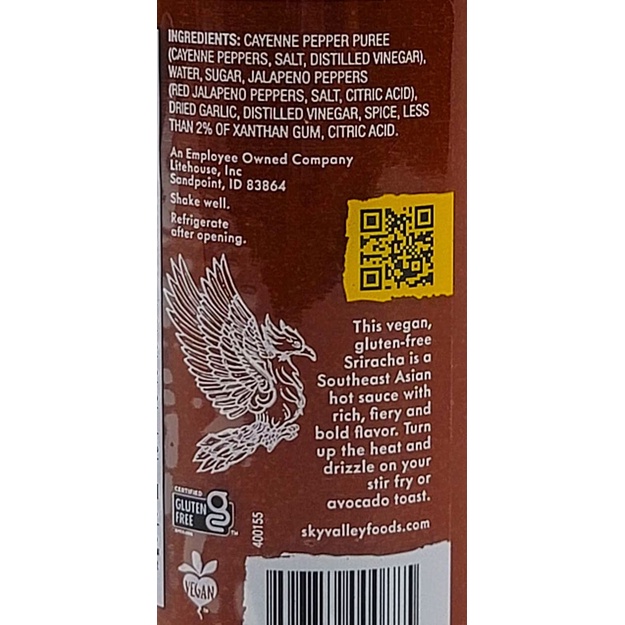 INGREDIENTS: CAYENNE PEPPER PUREE
(CAYENNE PEPPERS, SALT, DISTILLED VINEGAR),
WATER, SUGAR, JALAPENO PEPPERS
(RED JALAPENO PEPPERS, SALT, CITRIC ACID),
DRIED GARLIC, DISTILLED VINEGAR, SPICE, LESS
THAN 2% OF XANTHAN GUM, CITRIC ACID.
An Employee Owned Company
Litehouse, Inc
Sandpoint, ID 83864
Shake well.
Refrigerate
after opening.
This vegan,
gluten-free
Sriracha is a
Southeast Asian
hot sauce with
rich, fiery and
bold flavor. Turn
up the heat and
drizzle on your
stir fry or
avocado toast.
skyvalleyfoods.com
CERTIFIED
GLUTEN
FREE
TM
400155
VEGAN